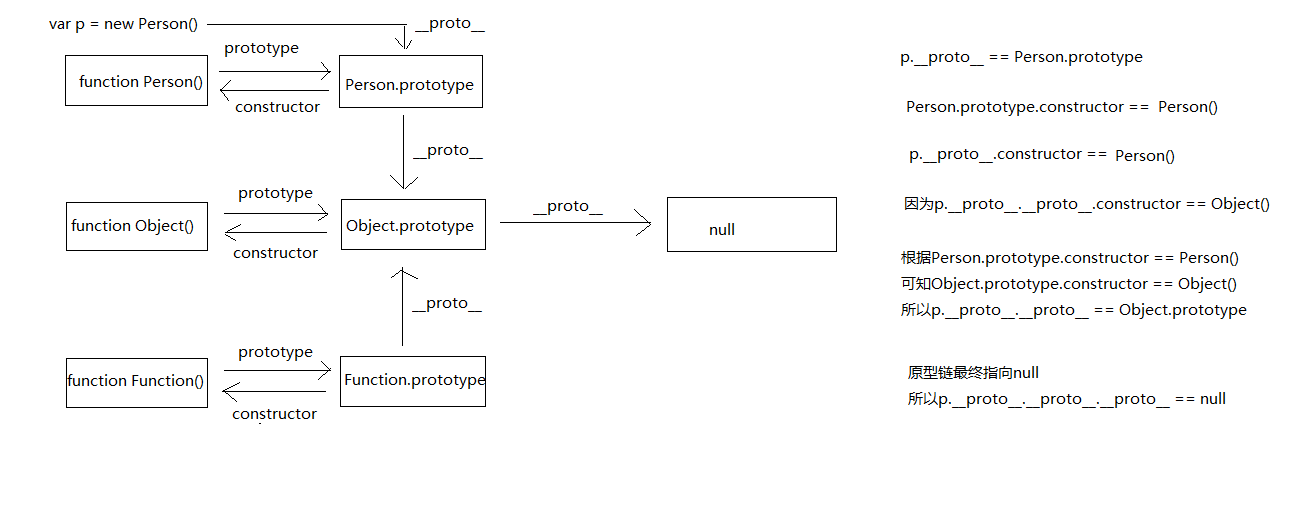 var p = new Person()
__proto__
prototype
function Person()
Person.prototype
constructor
__proto__
prototype
function Object()
Object.prototype
constructor
__proto__
null
__proto__
prototype
function Function()
Function.prototype
constructor
p.__proto__ == Person.prototype
Person.prototype.constructor == Person()
p.__proto__.constructor == Person()
因为p.__proto__.__proto__.constructor == Object()
根据Person.prototype.constructor == Person()
可知Object.prototype.constructor == Object()
所以p.__proto__.__proto__ == Object.prototype
原型链最终指向null
所以p.__proto__.__proto__.__proto__ == null